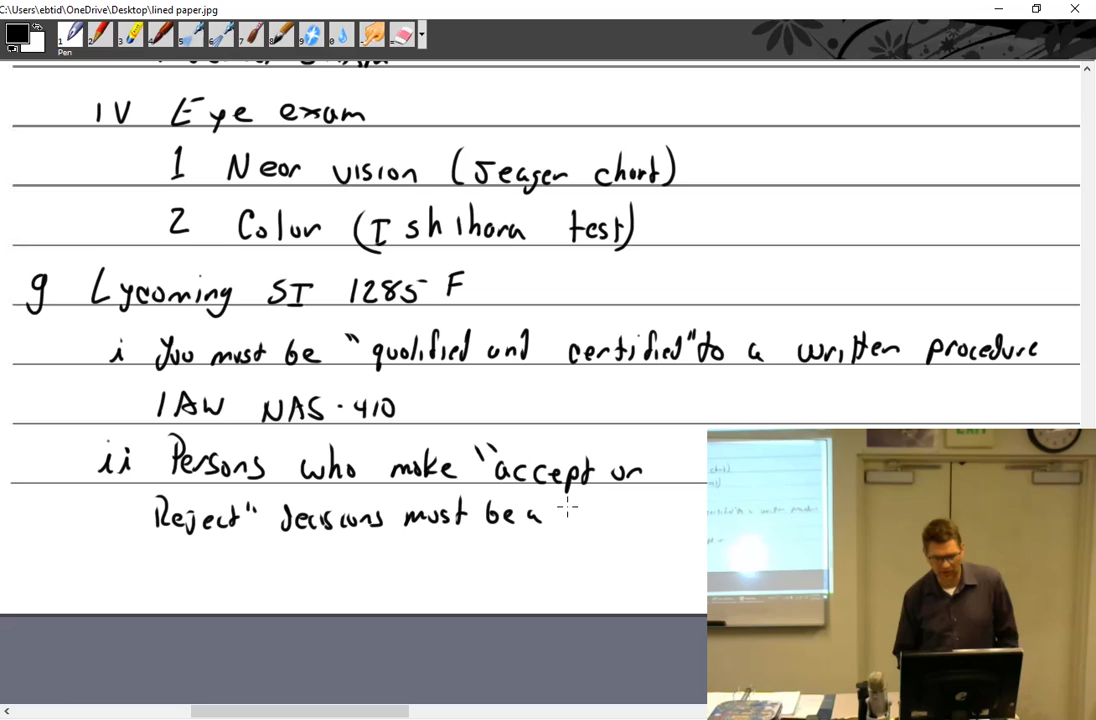 C:\Users\ebtid\OneDrive\Desktop\lined paper.jpg
Pen
IV Eye exam
1 Near vision (Jeager chart)
2 Color (Ishihara test)
g Lycoming SI 1285 F
i You must be "qualified and certified" to a written procedure
IAW NAS-410
ii Persons who make "accept or
Reject" decisions must be a